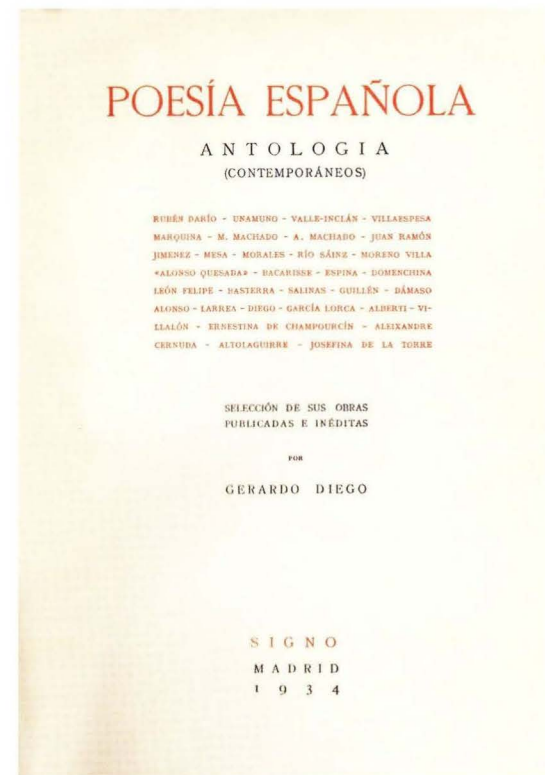 POESÍA ESPAÑOLA
ANTOLOGIA
(CONTEMPORÁNEOS)
RUBÉN DARÍO - UNAMUNO - VALLE-INCLÁN - VILLAESPESA
MARQUINA - M. MACHADO - A. MACHADO - JUAN RAMÓN
JIMENEZ - MESA - MORALES - RÍO SÁINZ - MORENO VILLA
«ALONSO QUESADA» - BACARISSE - ESPINA - DOMENCHINA
LEÓN FELIPE - BASTERRA - SALINAS - GUILLÉN - DÁMASO
ALONSO - LARREA - DIEGO - GARCÍA LORCA - ALBERTI - VI-
LLALÓN - ERNESTINA DE CHAMPOURCÍN - ALEIXANDRE
CERNUDA - ALTOLAGUIRRE - JOSEFINA DE LA TORRE
SELECCIÓN DE SUS OBRAS
PUBLICADAS E INÉDITAS
POR
GERARDO DIEGO
SIGNO
MADRID
1934